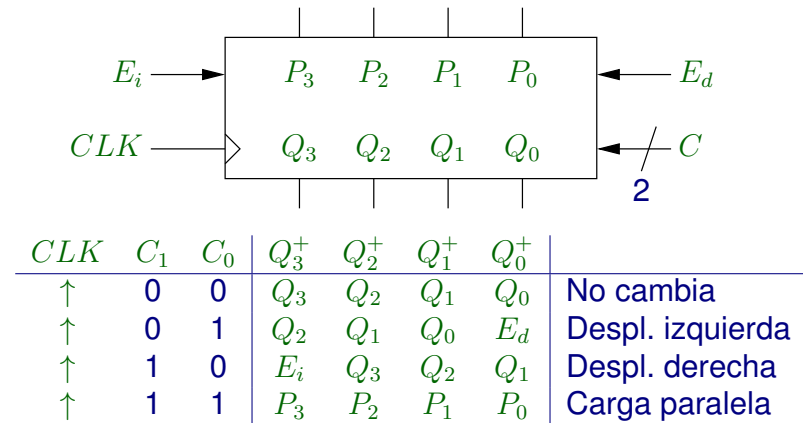 E_i P_3 P_2 P_1 P_0 E_d
CLK Q_3 Q_2 Q_1 Q_0 C
2
CLK C_1 C_0 Q_3^+ Q_2^+ Q_1^+ Q_0^+
↑ 0 0 Q_3 Q_2 Q_1 Q_0 No cambia
↑ 0 1 Q_2 Q_1 Q_0 E_d Despl. izquierda
↑ 1 0 E_i Q_3 Q_2 Q_1 Despl. derecha
↑ 1 1 P_3 P_2 P_1 P_0 Carga paralela